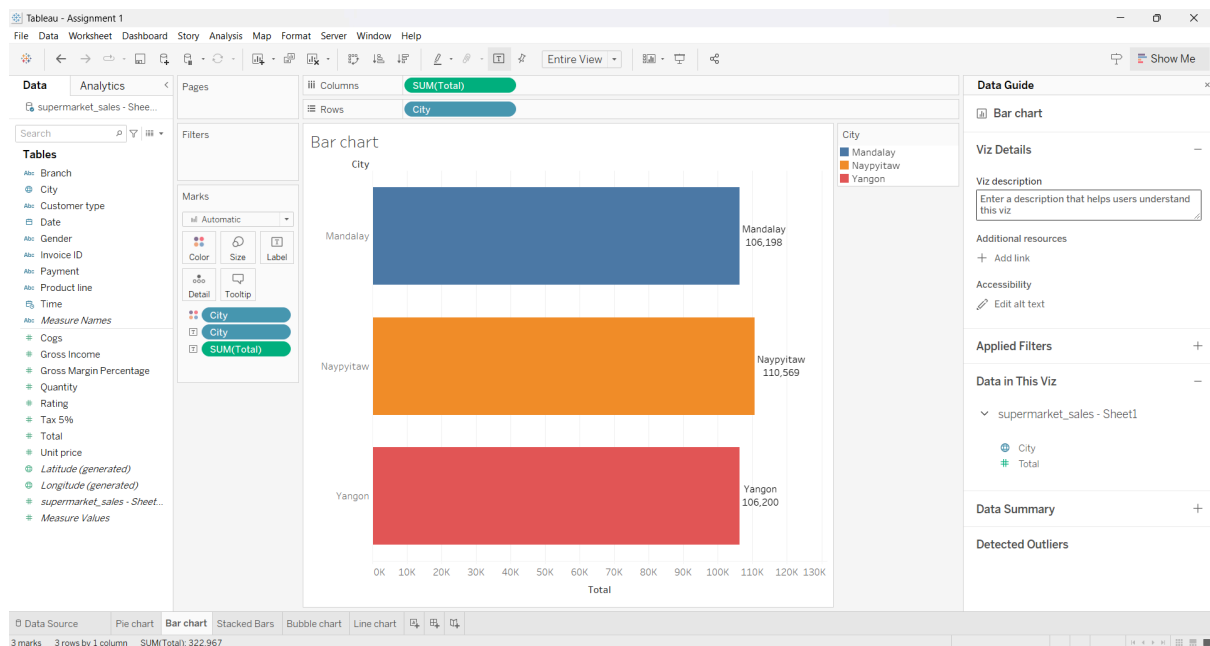 Tableau - Assignment 1
File Data Worksheet Dashboard Story Analysis Map Format Server Window Help
Entire View
Show Me
Data Analytics
supermarket_sales - Shee...
Search
Tables
Abc Branch
City
Abc Customer type
Date
Abc Gender
Abc Invoice ID
Abc Payment
Abc Product line
Time
Abc Measure Names
# Cogs
# Gross Income
# Gross Margin Percentage
# Quantity
# Rating
# Tax 5%
# Total
# Unit price
Latitude (generated)
Longitude (generated)
# supermarket_sales - Sheet...
# Measure Values
Pages
Filters
Marks
Automatic
Color Size Label
Detail Tooltip
City
City
SUM(Total)
Columns SUM(Total)
Rows City
Bar chart
City
Mandalay
Mandalay
106,198
Naypyitaw
Naypyitaw
110,569
Yangon
Yangon
106,200
0K 10K 20K 30K 40K 50K 60K 70K 80K 90K 100K 110K 120K 130K
Total
City
Mandalay
Naypyitaw
Yangon
Data Guide
Bar chart
Viz Details
Viz description
Enter a description that helps users understand
this viz
Additional resources
Add link
Accessibility
Edit alt text
Applied Filters
Data in This Viz
supermarket_sales - Sheet1
City
# Total
Data Summary
Detected Outliers
Data Source Pie chart Bar chart Stacked Bars Bubble chart Line chart
3 marks 3 rows by 1 column SUM(Total): 322,967